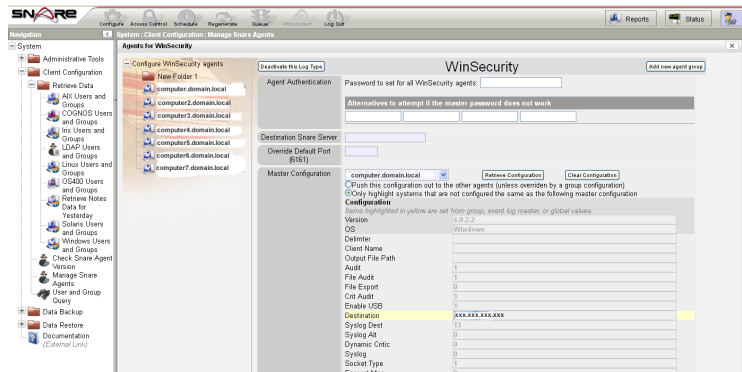 SNARE
Configure Access Control Schedule Regenerate Queue Attachment Log Out
Reports Status
Navigation
System : Client Configuration : Manage Snare Agents
System
Administrative Tools
Client Configuration
Retrieve Data
AIX Users and
Groups
COGNOS Users
and Groups
Irix Users and
Groups
LDAP Users
and Groups
Linux Users and
Groups
OS400 Users
and Groups
Retrieve Notes
Data for
Yesterday
Solaris Users
and Groups
Windows Users
and Groups
Check Snare Agent
Version
Manage Snare
Agents
User and Group
Query
Data Backup
Data Restore
Documentation
(External Link)
Agents for WinSecurity
Configure WinSecurity agents
New Folder 1
computer.domain.local
computer2.domain.local
computer3.domain.local
computer4.domain.local
computer5.domain.local
computer6.domain.local
computer7.domain.local
Deactivate this Log Type
WinSecurity
Add new agent group
Agent Authentication
Password to set for all WinSecurity agents:
Alternatives to attempt if the master password does not work
Destination Snare Server
Override Default Port
(6161)
Master Configuration
computer.domain.local
Retrieve Configuration
Clear Configuration
Push this configuration out to the other agents (unless overriden by a group configuration)
Only highlight systems that are not configured the same as the following master configuration
Configuration
Items highlighted in yellow are set from group, event log master, or global values.
Version 4.0.2.2
OS Windows
Delimter
Client Name
Output File Path
Audit 1
File Audit 1
File Export 0
Crit Audit 1
Enable USB 1
Destination xxx.xxx.xxx.xxx
Syslog Dest 13
Syslog Alt 0
Dynamic Critic 0
Syslog 0
Socket Type 1